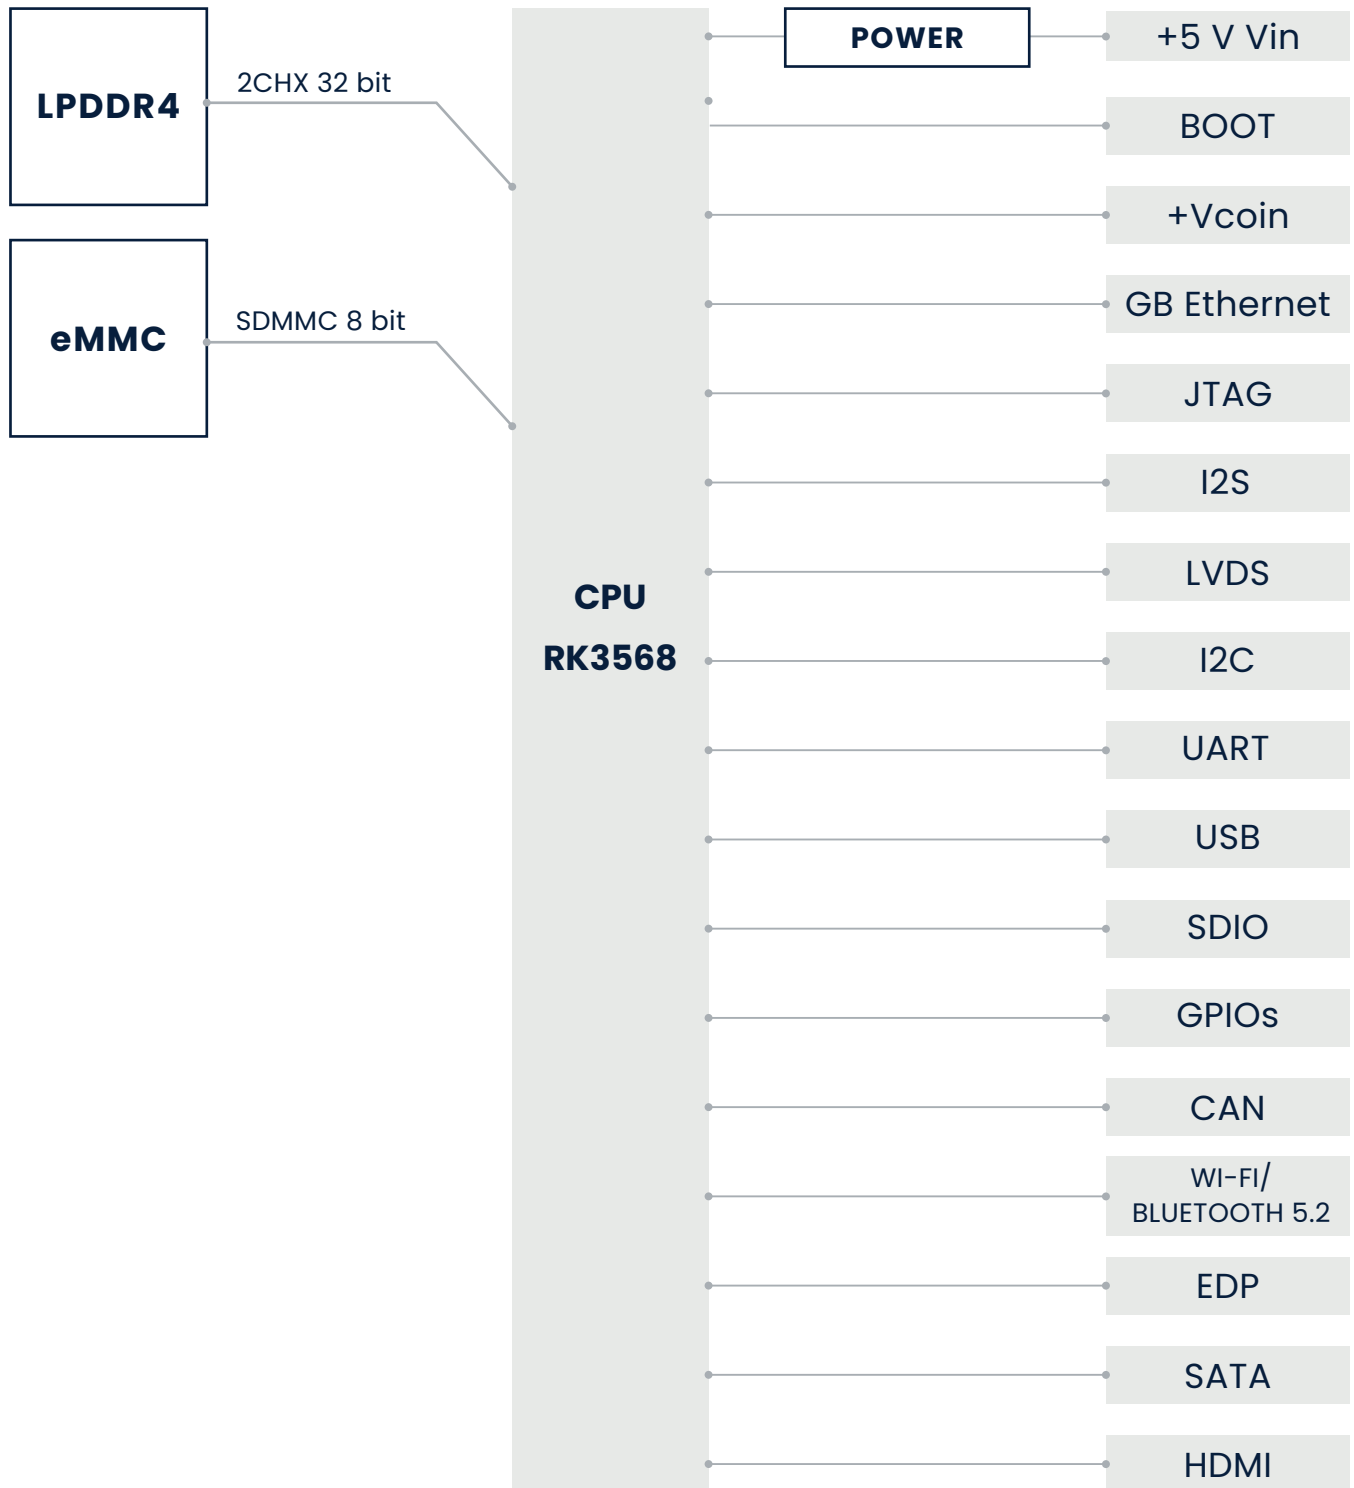 LPDDR4
2CHX 32 bit
eMMC
SDMMC 8 bit
CPU
RK3568
POWER
+5 V Vin
BOOT
+Vcoin
GB Ethernet
JTAG
I2S
LVDS
I2C
UART
USB
SDIO
GPIOs
CAN
WI-FI/
BLUETOOTH 5.2
EDP
SATA
HDMI